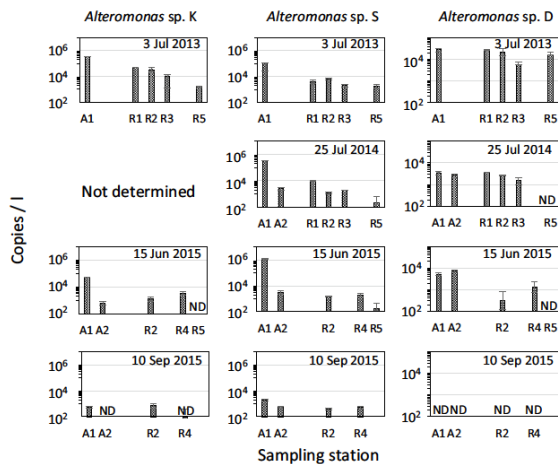 Alteromonas sp. K Alteromonas sp. S Alteromonas sp. D
10⁶ 3 Jul 2013 10⁶ 3 Jul 2013 3 Jul 2013
10⁴ 10⁴ 10⁴
10² 10² 10²
A1 R1 R2 R3 R5 A1 R1 R2 R3 R5 A1 R1 R2 R3 R5
25 Jul 2014 25 Jul 2014
10⁶
Not determined 10⁴ 10⁴
10² 10² ND
A1 A2 R1 R2 R3 R5 A1 A2 R1 R2 R3 R5
Copies / l
10⁶ 15 Jun 2015 10⁶ 15 Jun 2015 15 Jun 2015
10⁴ 10⁴ 10⁴
10² ND 10² 10² ND
A1 A2 R2 R4 R5 A1 A2 R2 R4 R5 A1 A2 R2 R4 R5
10⁶ 10 Sep 2015 10⁶ 10 Sep 2015 10 Sep 2015
10⁴ 10⁴ 10⁴
10² ND ND 10² 10² ND ND ND ND
A1 A2 R2 R4 A1 A2 R2 R4 A1 A2 R2 R4
Sampling station